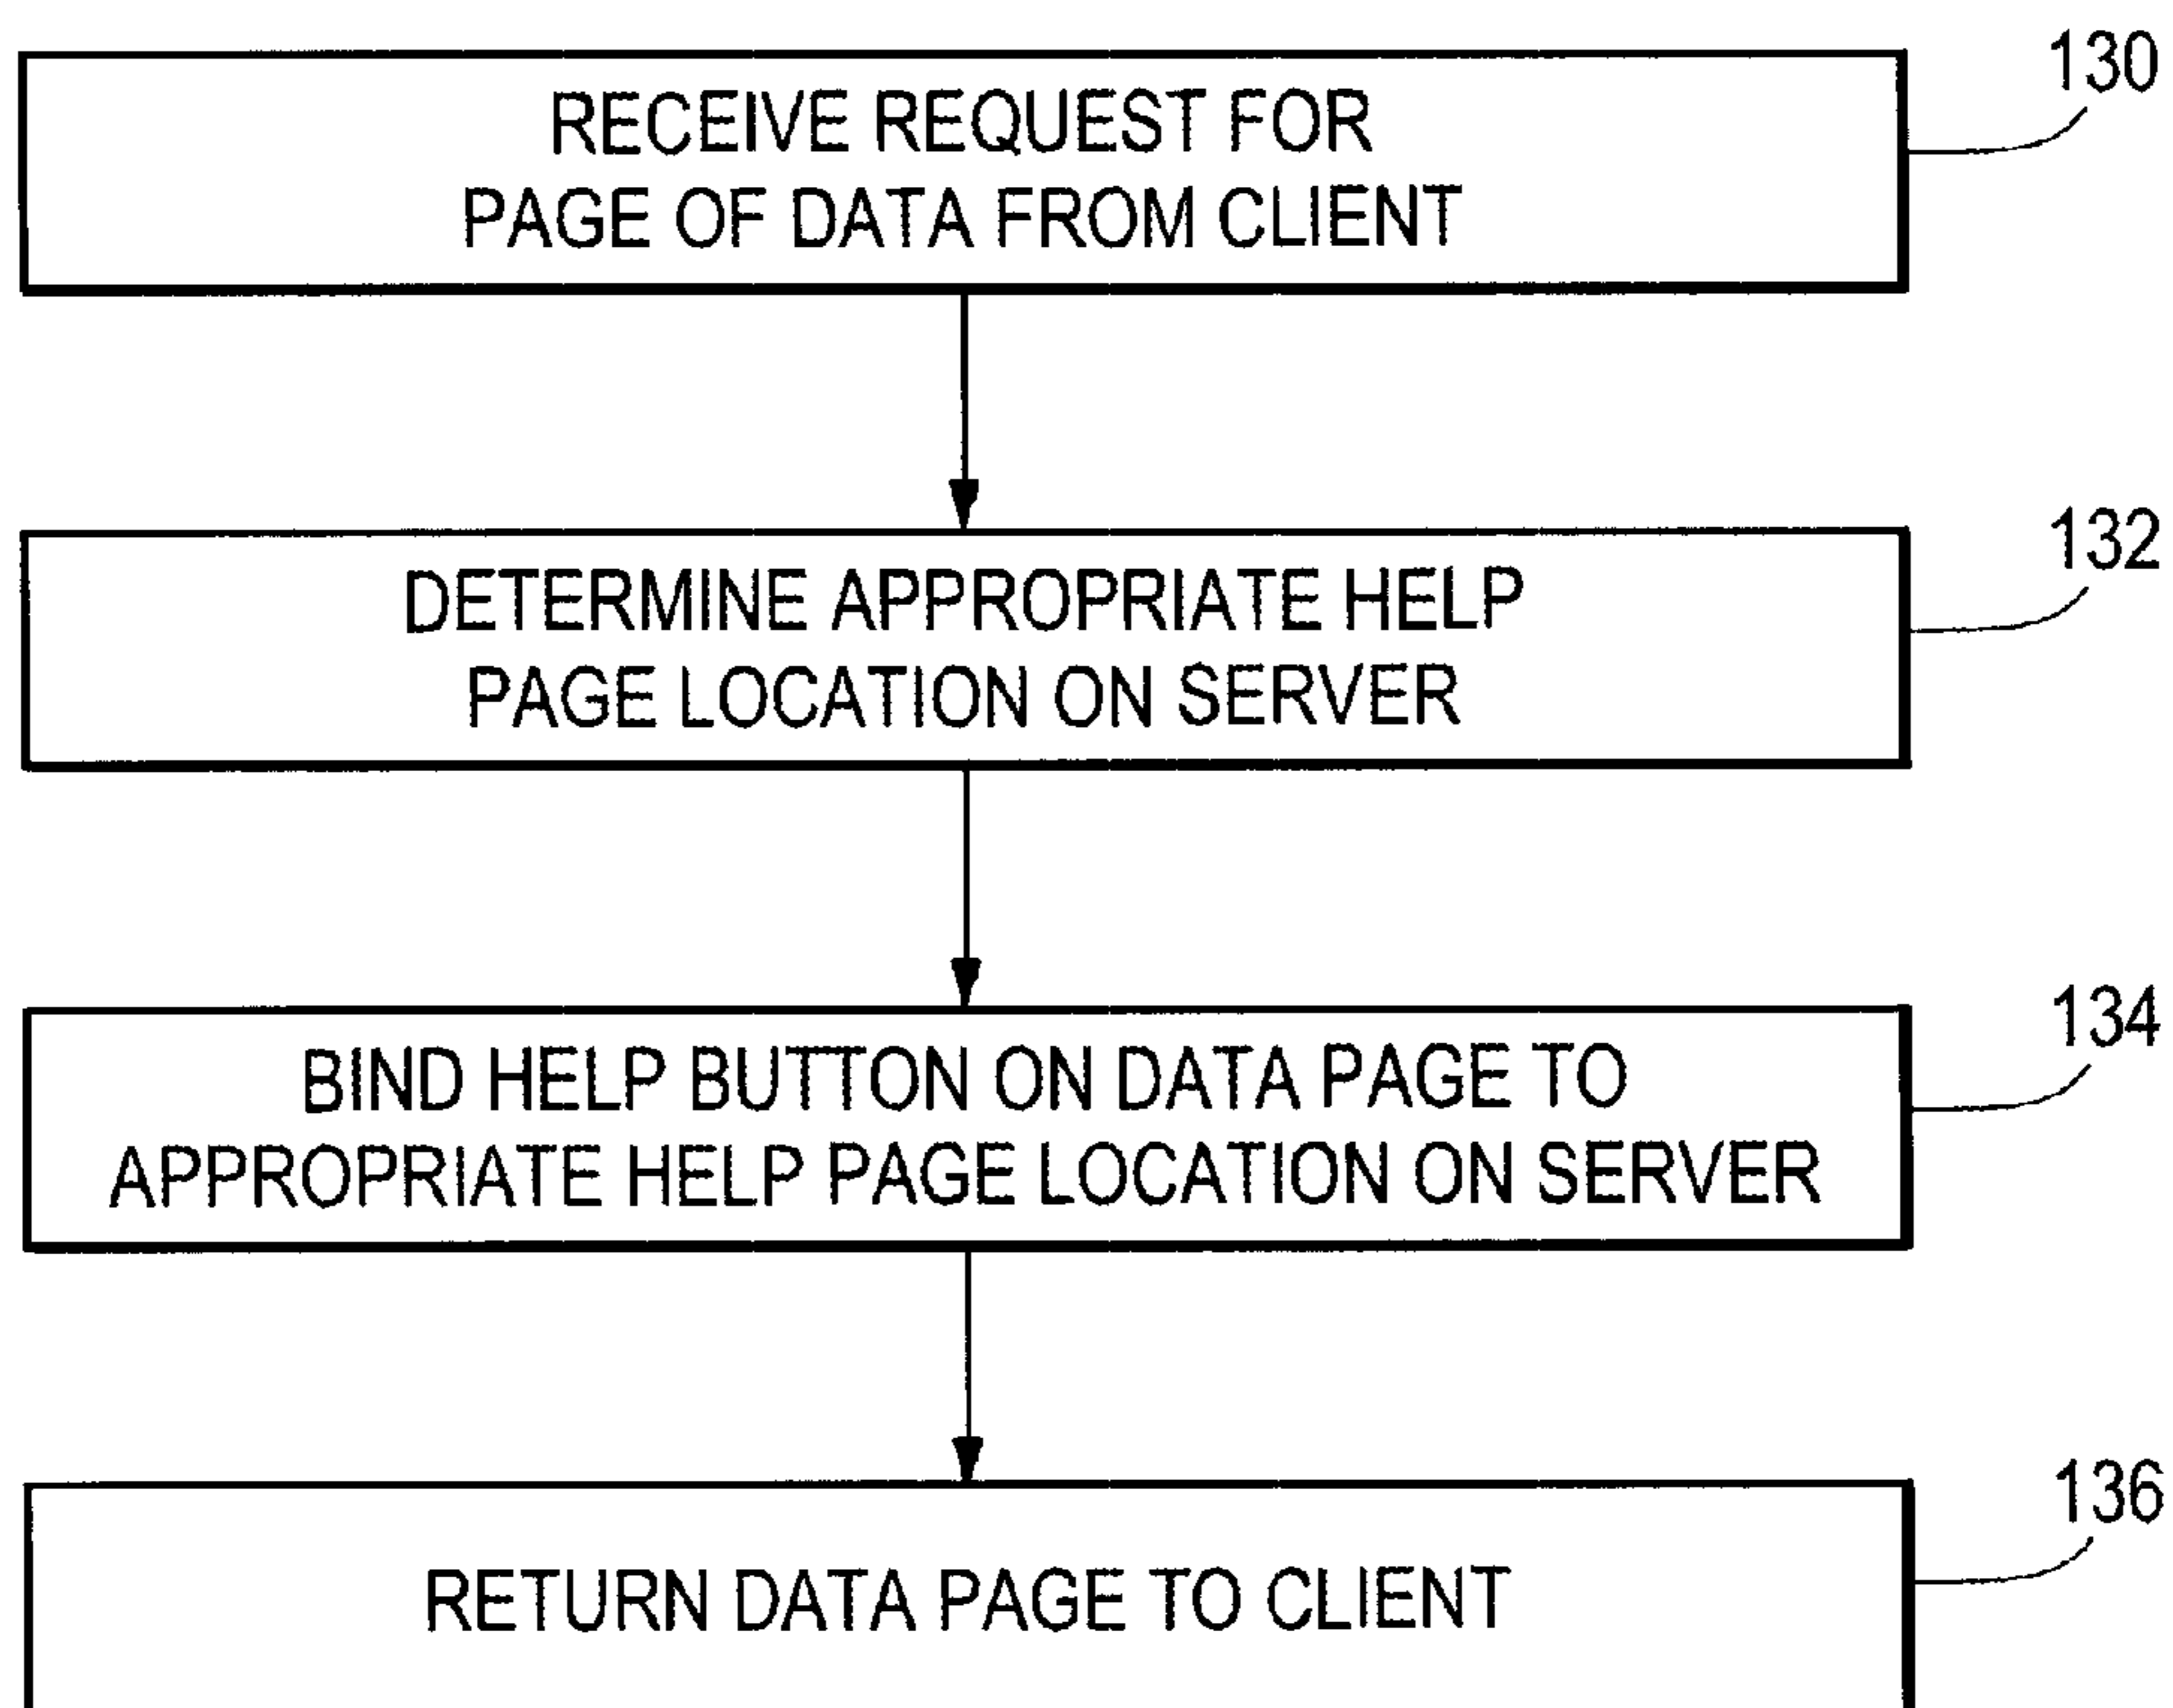 130
RECEIVE REQUEST FOR
PAGE OF DATA FROM CLIENT
132
DETERMINE APPROPRIATE HELP
PAGE LOCATION ON SERVER
134
BIND HELP BUTTON ON DATA PAGE TO
APPROPRIATE HELP PAGE LOCATION ON SERVER
136
RETURN DATA PAGE TO CLIENT